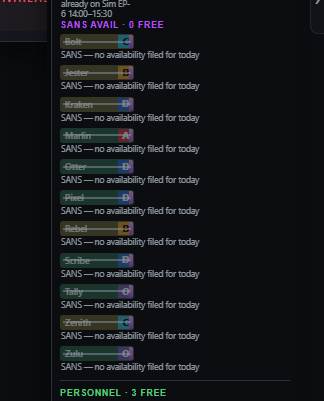 already on Sim EP-
6 14:00–15:30
SANS AVAIL · 0 FREE
Bolt C
SANS — no availability filed for today
Jester B
SANS — no availability filed for today
Kraken D
SANS — no availability filed for today
Marlin A
SANS — no availability filed for today
Otter D
SANS — no availability filed for today
Pixel D
SANS — no availability filed for today
Rebel B
SANS — no availability filed for today
Scribe D
SANS — no availability filed for today
Tally
SANS — no availability filed for today
Zenith C
SANS — no availability filed for today
Zulu
SANS — no availability filed for today
PERSONNEL · 3 FREE